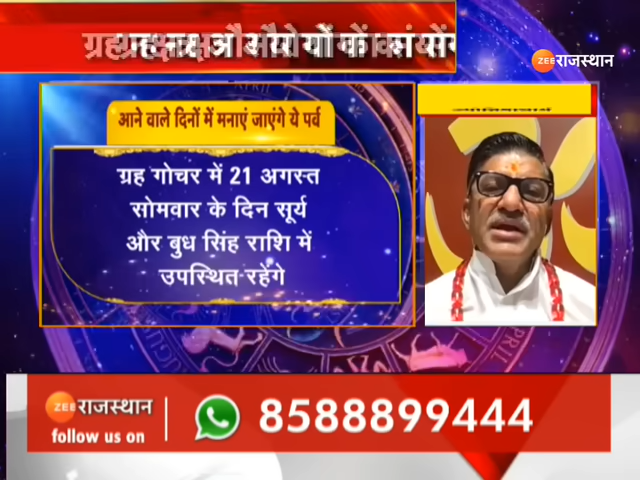 ZEE राजस्थान
आने वाले दिनों में मनाएं जाएंगे ये पर्व
ग्रह गोचर में 21 अगस्त
सोमवार के दिन सूर्य
और बुध सिंह राशि में
उपस्थित रहेंगे
ZEE राजस्थान
follow us on
8588899444